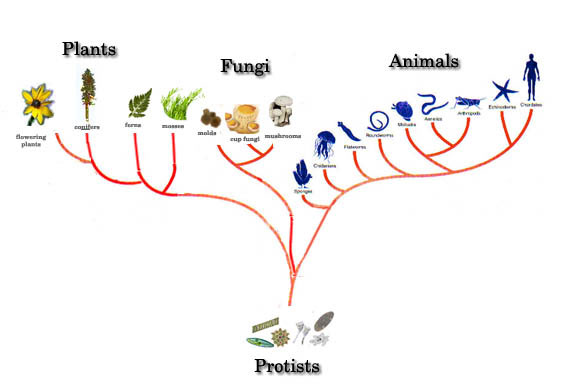 Plants
Fungi
Animals
flowering
plants
conifers
ferns
mosses
molds
cup fungi
mushrooms
Sponges
Cnidarians
Flatworms
Roundworms
Mollusks
Annelids
Arthropods
Echinoderms
Chordates
Protists